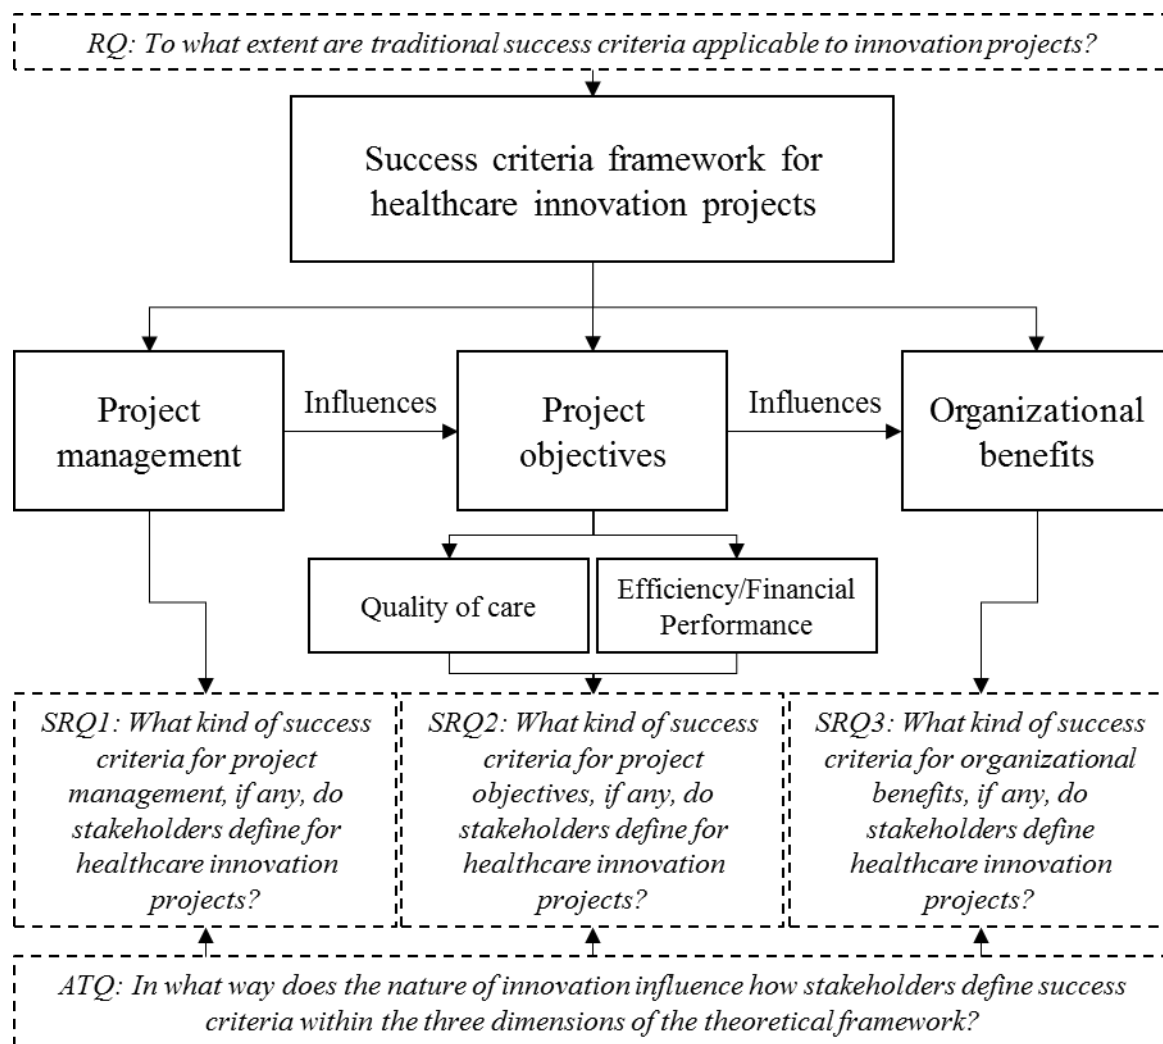 RQ: To what extent are traditional success criteria applicable to innovation projects?
Success criteria framework for
healthcare innovation projects
Project
management
Influences
Project
objectives
Influences
Organizational
benefits
Quality of care
Efficiency/Financial
Performance
SRQ1: What kind of success
criteria for project
management, if any, do
stakeholders define for
healthcare innovation
projects?
SRQ2: What kind of success
criteria for project
objectives, if any, do
stakeholders define for
healthcare innovation
projects?
SRQ3: What kind of success
criteria for organizational
benefits, if any, do
stakeholders define
healthcare innovation
projects?
ATQ: In what way does the nature of innovation influence how stakeholders define success
criteria within the three dimensions of the theoretical framework?